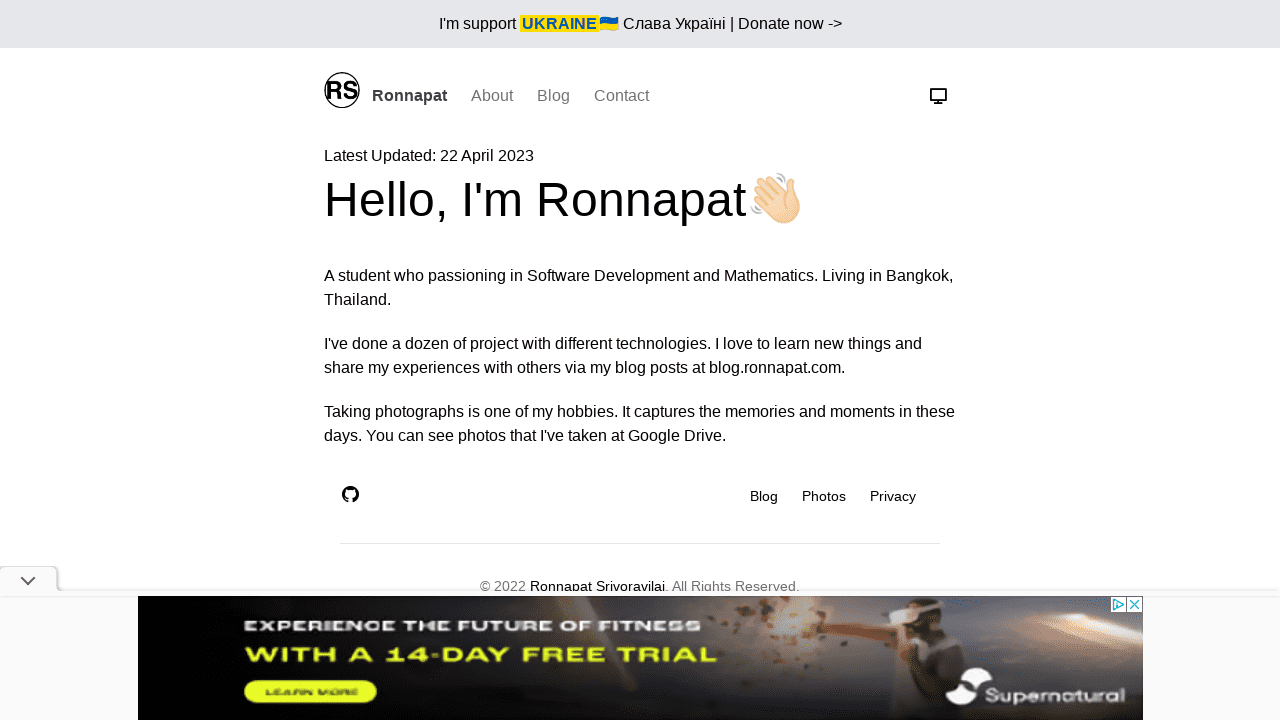 I'm support UKRAINE🇺🇦 Слава Україні | Donate now ->
RS Ronnapat About Blog Contact
Latest Updated: 22 April 2023
Hello, I'm Ronnapat👋🏻
A student who passioning in Software Development and Mathematics. Living in Bangkok,
Thailand.
I've done a dozen of project with different technologies. I love to learn new things and
share my experiences with others via my blog posts at blog.ronnapat.com.
Taking photographs is one of my hobbies. It captures the memories and moments in these
days. You can see photos that I've taken at Google Drive.
Blog Photos Privacy
© 2022 Ronnapat Srivoravilai. All Rights Reserved.
EXPERIENCE THE FUTURE OF FITNESS
WITH A 14-DAY FREE TRIAL
LEARN MORE
Supernatural